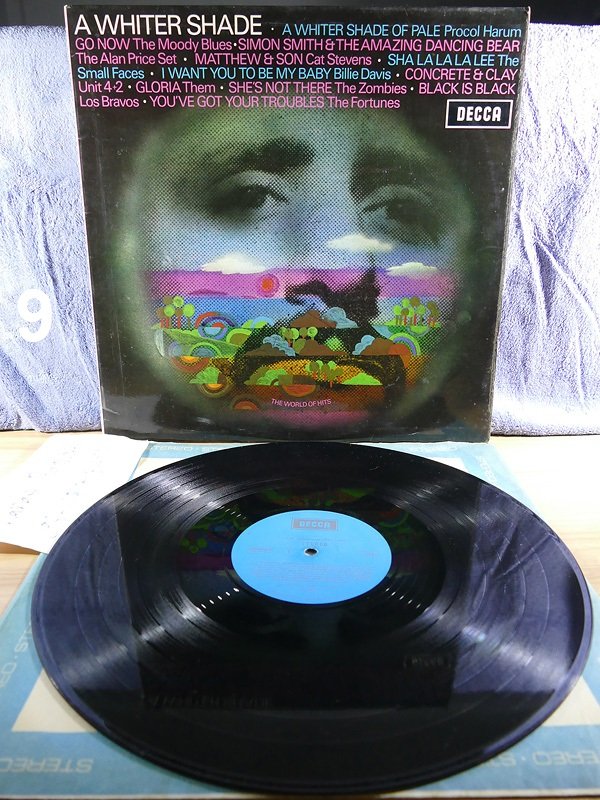 A WHITER SHADE · A WHITER SHADE OF PALE Procol Harum
GO NOW The Moody Blues · SIMON SMITH & THE AMAZING DANCING BEAR
The Alan Price Set · MATTHEW & SON Cat Stevens · SHA LA LA LA LEE The
Small Faces · I WANT YOU TO BE MY BABY Billie Davis · CONCRETE & CLAY
Unit 4+2 · GLORIA Them · SHE'S NOT THERE The Zombies · BLACK IS BLACK
Los Bravos · YOU'VE GOT YOUR TROUBLES The Fortunes
DECCA
9
THE WORLD OF HITS
STEREO
DECCA
STEREO
STEREO